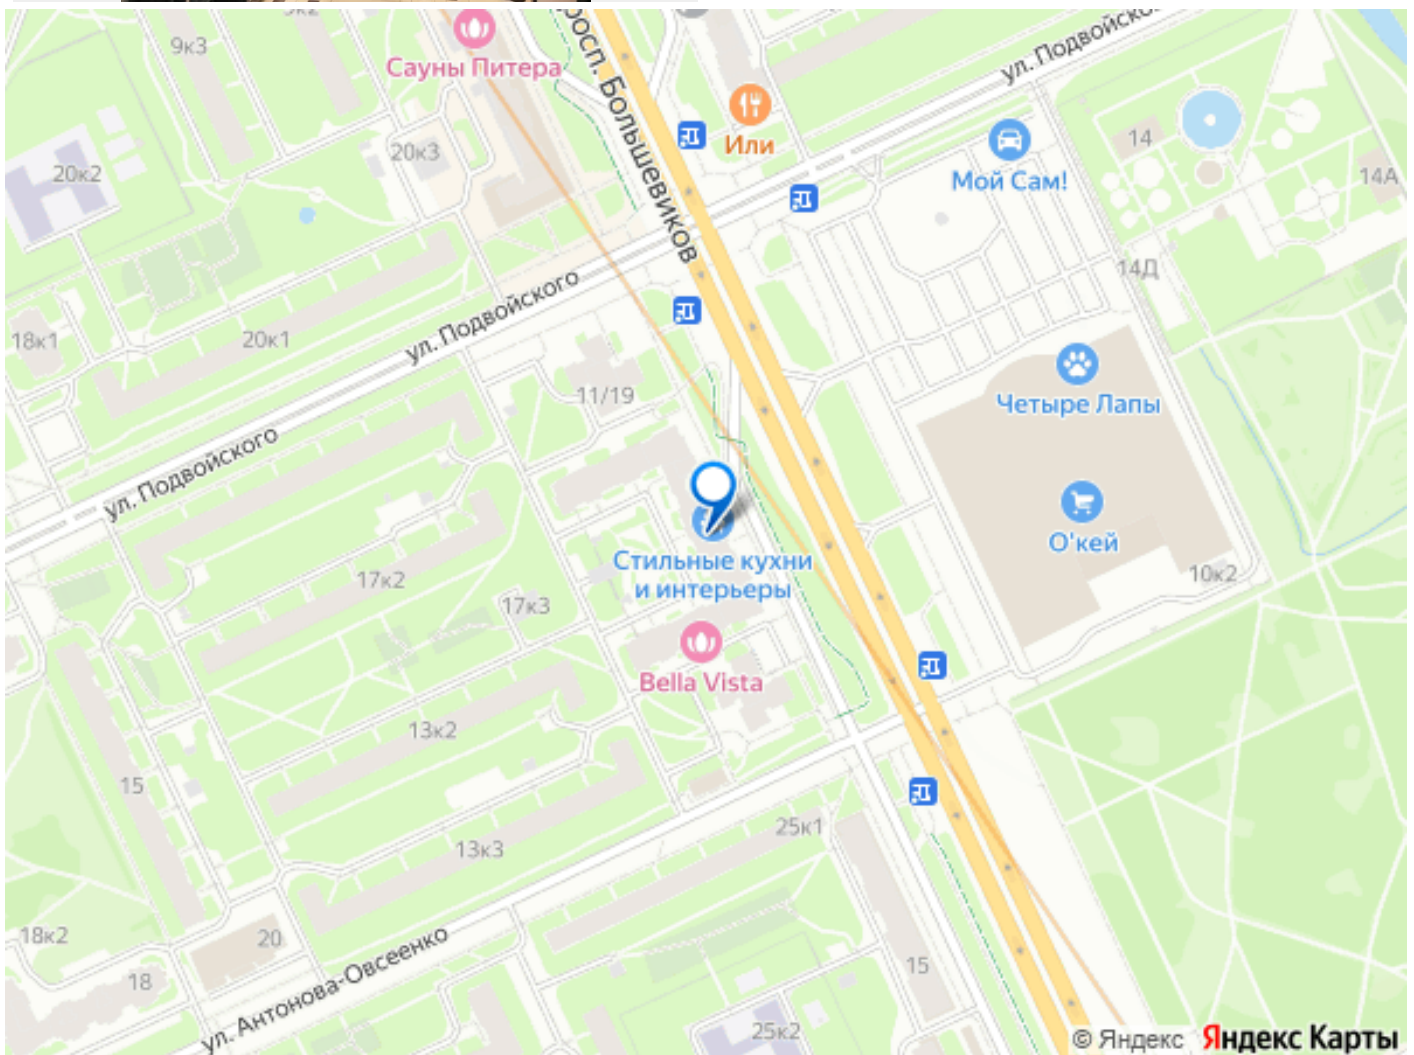 9к3
Сауны Питера
просп. Большевиков
ул. Подвойского
Или
14
Мой Сам!
20к3
20к2
14А
14Д
ул. Подвойского
18к1
20к1
11/19
Четыре Лапы
ул. Подвойского
О'кей
Стильные кухни
и интерьеры
10к2
17к2
17к3
Bella Vista
13к2
15
25к1
13к3
18к2
20
ул. Антонова-Овсеенко
15
18
25к2
© Яндекс Яндекс Карты